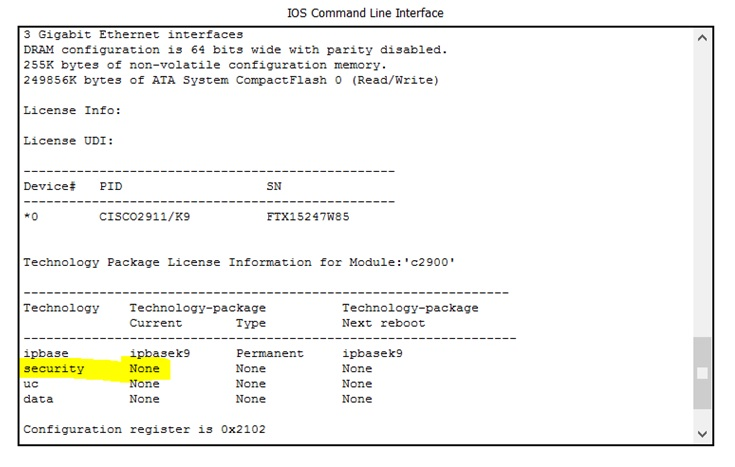 IOS Command Line Interface
3 Gigabit Ethernet interfaces
DRAM configuration is 64 bits wide with parity disabled.
255K bytes of non-volatile configuration memory.
249856K bytes of ATA System CompactFlash 0 (Read/Write)
License Info:
License UDI:
-------------------------------------------------
Device# PID SN
-------------------------------------------------
*0 CISCO2911/K9 FTX15247W85
Technology Package License Information for Module:'c2900'
----------------------------------------------------------------
Technology Technology-package Technology-package
Current Type Next reboot
-----------------------------------------------------------------
ipbase ipbasek9 Permanent ipbasek9
security None None None
uc None None None
data None None None
Configuration register is 0x2102